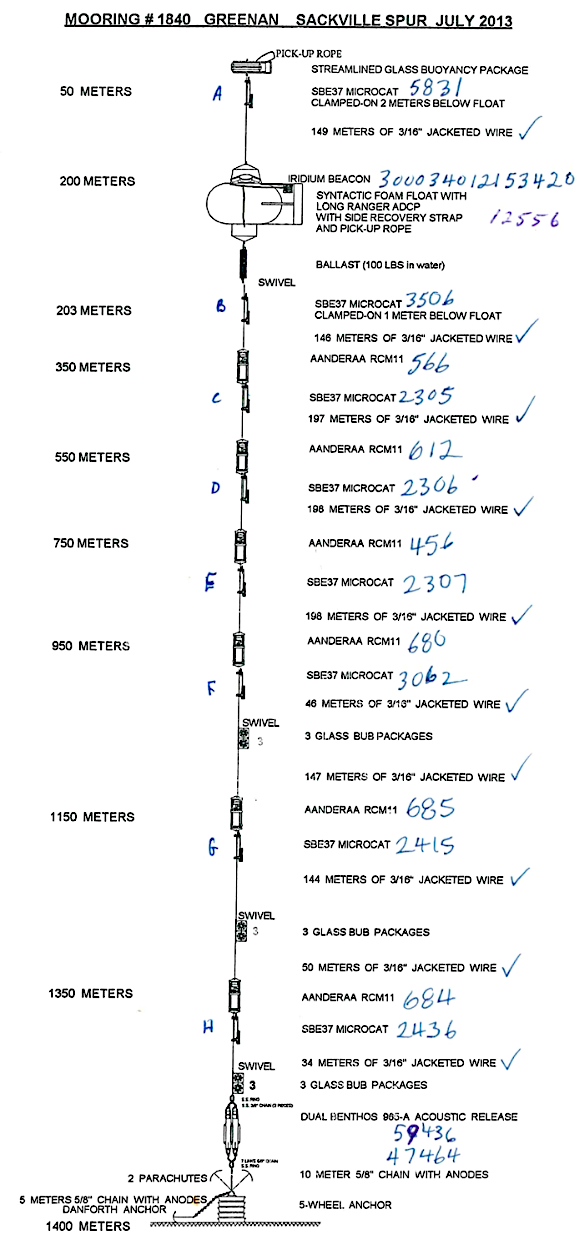 MOORING # 1840 GREENAN SACKVILLE SPUR JULY 2013
PICK-UP ROPE
STREAMLINED GLASS BUOYANCY PACKAGE
50 METERS A SBE37 MICROCAT 5831
CLAMPED-ON 2 METERS BELOW FLOAT
149 METERS OF 3/16" JACKETED WIRE ✓
200 METERS IRIDIUM BEACON 300034012153420
SYNTACTIC FOAM FLOAT WITH
LONG RANGER ADCP
WITH SIDE RECOVERY STRAP 12556
AND PICK-UP ROPE
BALLAST (100 LBS in water)
SWIVEL
203 METERS B SBE37 MICROCAT 3506
CLAMPED-ON 1 METER BELOW FLOAT
146 METERS OF 3/16" JACKETED WIRE ✓
350 METERS AANDERAA RCM11 566
C SBE37 MICROCAT 2305
197 METERS OF 3/16" JACKETED WIRE ✓
550 METERS AANDERAA RCM11 612
D SBE37 MICROCAT 2306
198 METERS OF 3/16" JACKETED WIRE ✓
750 METERS AANDERAA RCM11 456
E SBE37 MICROCAT 2307
198 METERS OF 3/16" JACKETED WIRE ✓
950 METERS AANDERAA RCM11 680
F SBE37 MICROCAT 3062
46 METERS OF 3/16" JACKETED WIRE ✓
SWIVEL
3 3 GLASS BUB PACKAGES
147 METERS OF 3/16" JACKETED WIRE ✓
1150 METERS AANDERAA RCM11 685
G SBE37 MICROCAT 2415
144 METERS OF 3/16" JACKETED WIRE ✓
SWIVEL
3 3 GLASS BUB PACKAGES
50 METERS OF 3/16" JACKETED WIRE ✓
1350 METERS AANDERAA RCM11 684
H SBE37 MICROCAT 2436
34 METERS OF 3/16" JACKETED WIRE ✓
SWIVEL
3 3 GLASS BUB PACKAGES
S.S. RING
S.S. 3/8" CHAIN (2 PIECES)
DUAL BENTHOS 965-A ACOUSTIC RELEASE
59436
47464
S.S. RING
2 PARACHUTES 10 METER 5/8" CHAIN WITH ANODES
5 METERS 5/8" CHAIN WITH ANODES
DANFORTH ANCHOR 5-WHEEL ANCHOR
1400 METERS